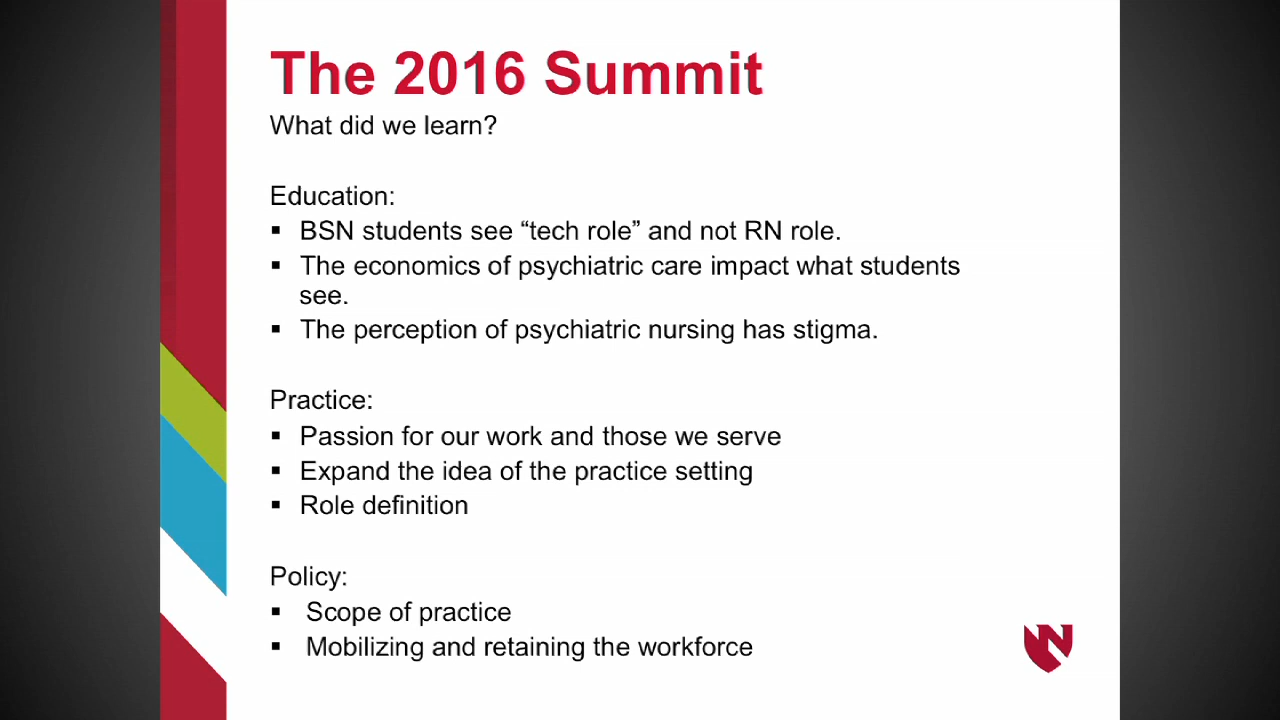 The 2016 Summit
What did we learn?
Education:
▪ BSN students see “tech role” and not RN role.
▪ The economics of psychiatric care impact what students
see.
▪ The perception of psychiatric nursing has stigma.
Practice:
▪ Passion for our work and those we serve
▪ Expand the idea of the practice setting
▪ Role definition
Policy:
▪ Scope of practice
▪ Mobilizing and retaining the workforce